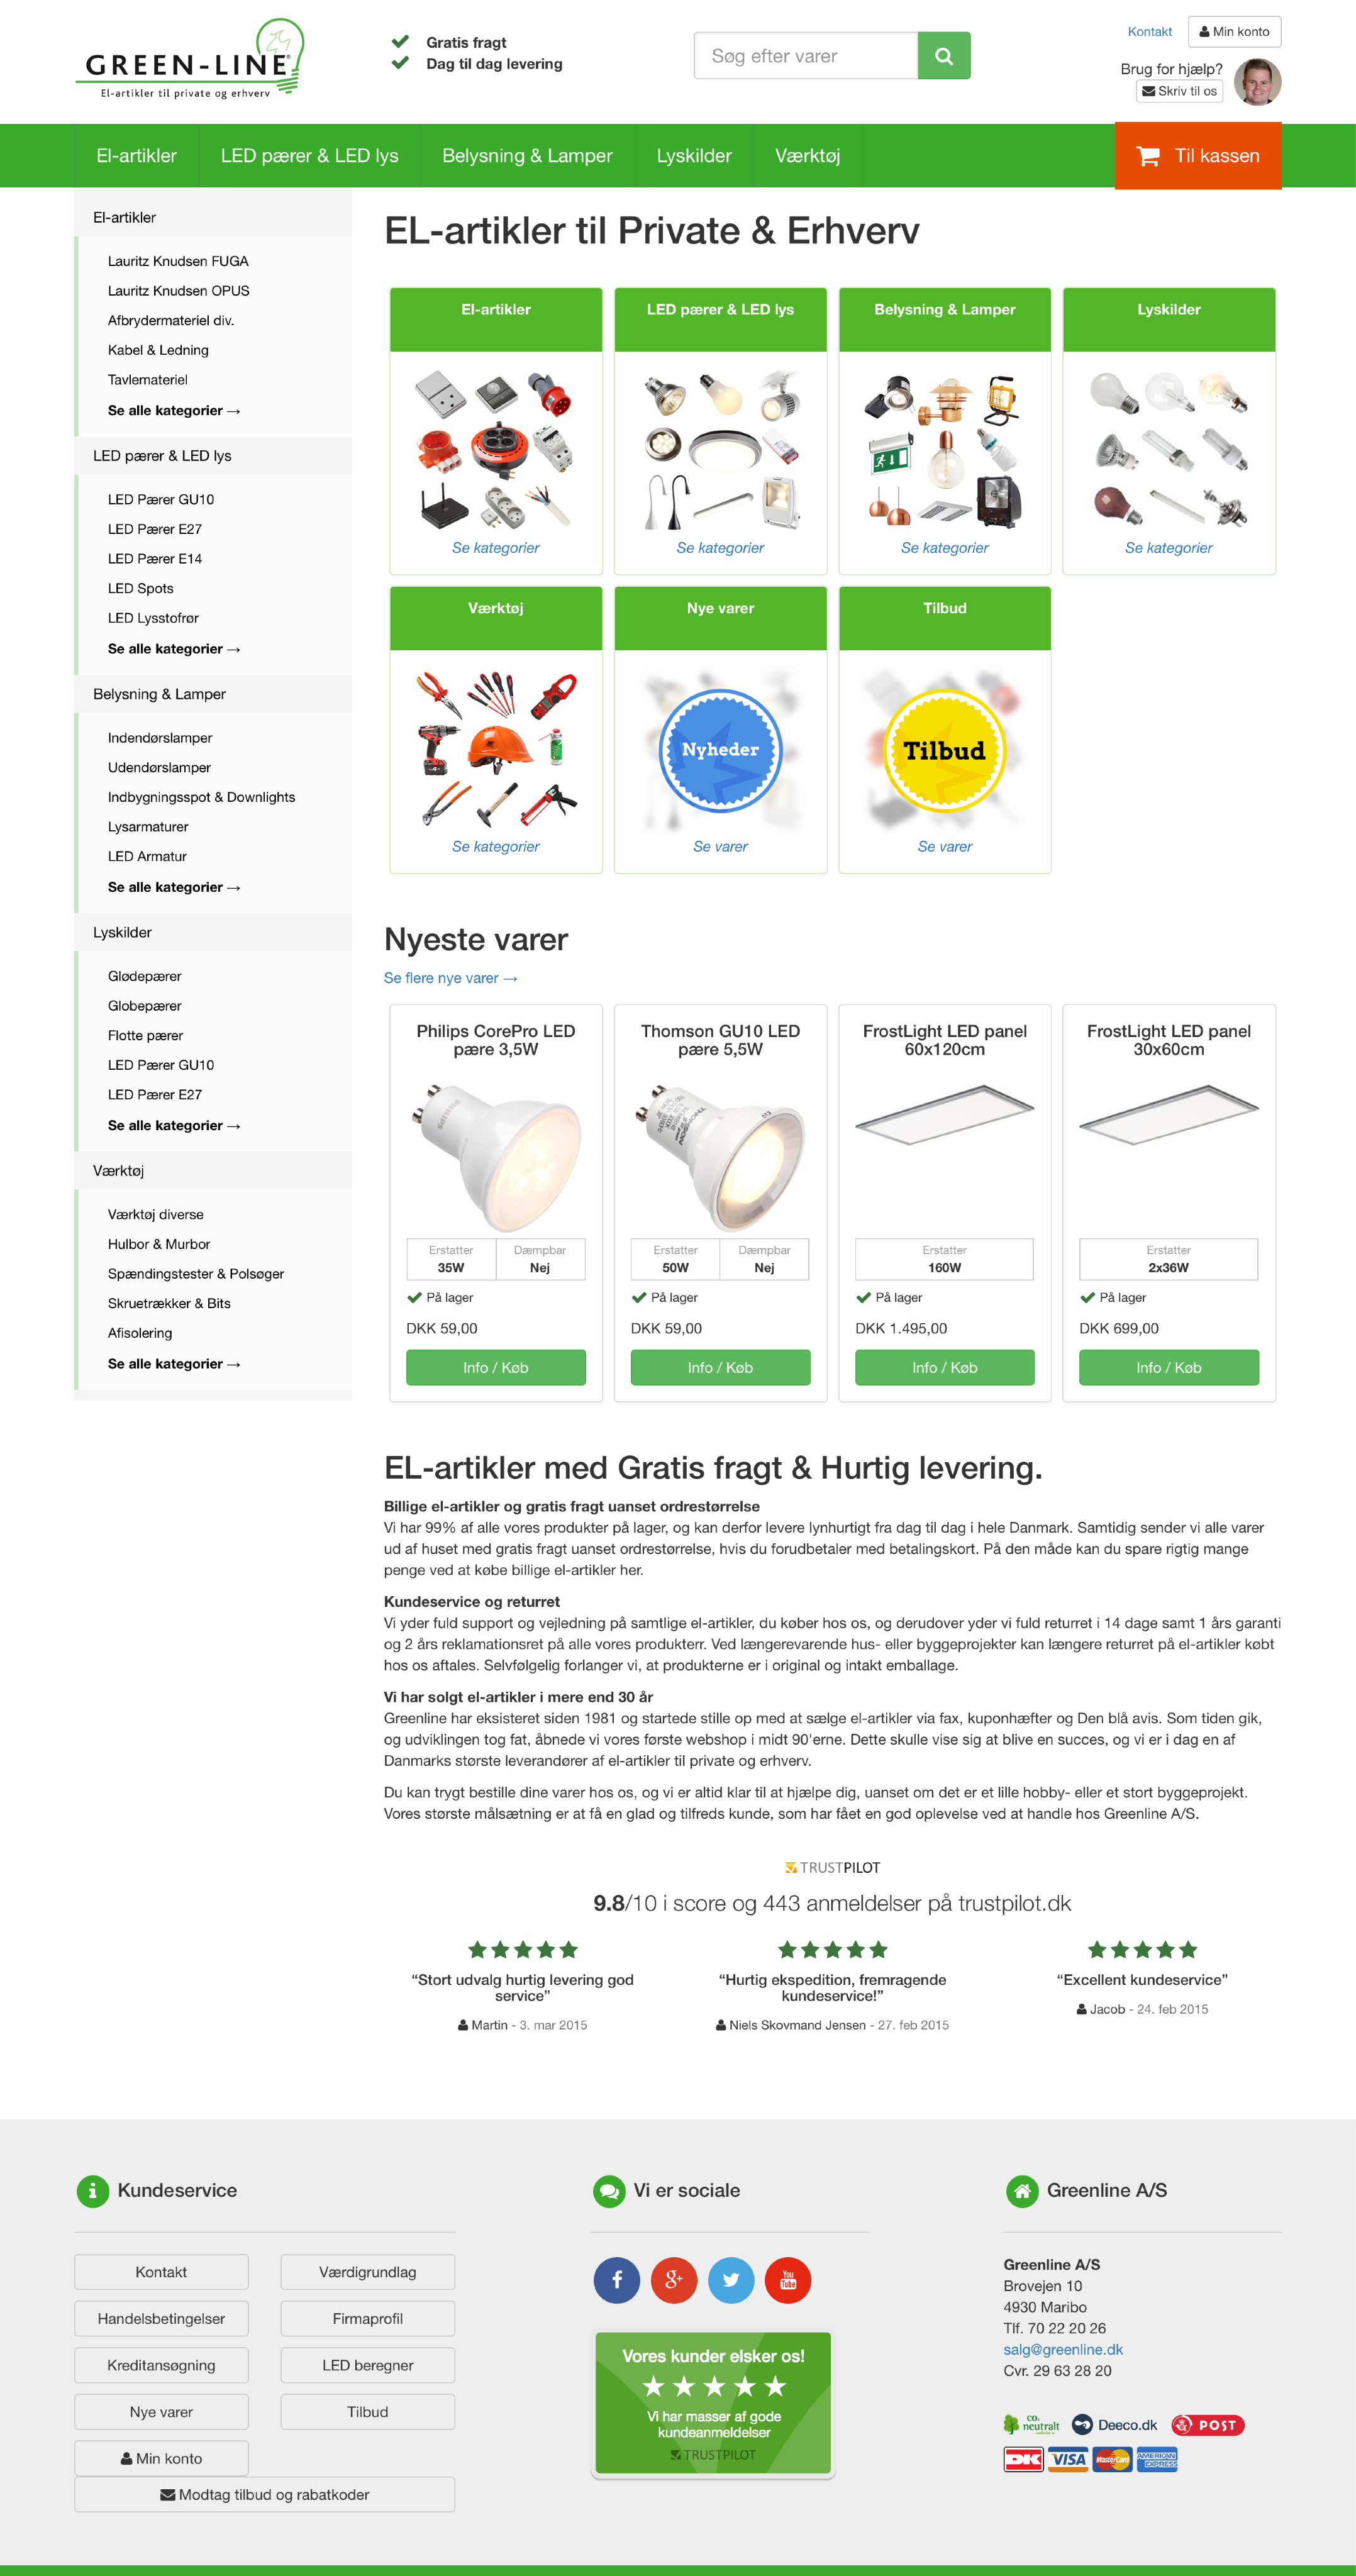 GREEN-LINE
El-artikler til private og erhverv
Gratis fragt
Dag til dag levering
Søg efter varer
Kontakt
Min konto
Brug for hjælp?
Skriv til os
El-artikler
LED pærer & LED lys
Belysning & Lamper
Lyskilder
Værktøj
Til kassen
El-artikler
Lauritz Knudsen FUGA
Lauritz Knudsen OPUS
Afbrydermateriel div.
Kabel & Ledning
Tavlemateriel
Se alle kategorier →
LED pærer & LED lys
LED Pærer GU10
LED Pærer E27
LED Pærer E14
LED Spots
LED Lysstofrør
Se alle kategorier →
Belysning & Lamper
Indendørslamper
Udendørslamper
Indbygningsspot & Downlights
Lysarmaturer
LED Armatur
Se alle kategorier →
Lyskilder
Glødepærer
Globepærer
Flotte pærer
LED Pærer GU10
LED Pærer E27
Se alle kategorier →
Værktøj
Værktøj diverse
Hulbor & Murbor
Spændingstester & Polsøger
Skruetrækker & Bits
Afisolering
Se alle kategorier →
EL-artikler til Private & Erhverv
El-artikler
Se kategorier
LED pærer & LED lys
Se kategorier
Belysning & Lamper
Se kategorier
Lyskilder
Se kategorier
Værktøj
Se kategorier
Nye varer
Nyheder
Se varer
Tilbud
Tilbud
Se varer
Nyeste varer
Se flere nye varer →
Philips CorePro LED
pære 3,5W
PHILIPS
Erstatter
35W
Dæmpbar
Nej
På lager
DKK 59,00
Info / Køb
Thomson GU10 LED
pære 5,5W
THOMSON
Erstatter
50W
Dæmpbar
Nej
På lager
DKK 59,00
Info / Køb
FrostLight LED panel
60x120cm
Erstatter
160W
På lager
DKK 1.495,00
Info / Køb
FrostLight LED panel
30x60cm
Erstatter
2x36W
På lager
DKK 699,00
Info / Køb
EL-artikler med Gratis fragt & Hurtig levering.
Billige el-artikler og gratis fragt uanset ordrestørrelse
Vi har 99% af alle vores produkter på lager, og kan derfor levere lynhurtigt fra dag til dag i hele Danmark. Samtidig sender vi alle varer
ud af huset med gratis fragt uanset ordrestørrelse, hvis du forudbetaler med betalingskort. På den måde kan du spare rigtig mange
penge ved at købe billige el-artikler her.
Kundeservice og returret
Vi yder fuld support og vejledning på samtlige el-artikler, du køber hos os, og derudover yder vi fuld returret i 14 dage samt 1 års garanti
og 2 års reklamationsret på alle vores produkterr. Ved længerevarende hus- eller byggeprojekter kan længere returret på el-artikler købt
hos os aftales. Selvfølgelig forlanger vi, at produkterne er i original og intakt emballage.
Vi har solgt el-artikler i mere end 30 år
Greenline har eksisteret siden 1981 og startede stille op med at sælge el-artikler via fax, kuponhæfter og Den blå avis. Som tiden gik,
og udviklingen tog fat, åbnede vi vores første webshop i midt 90'erne. Dette skulle vise sig at blive en succes, og vi er i dag en af
Danmarks største leverandører af el-artikler til private og erhverv.
Du kan trygt bestille dine varer hos os, og vi er altid klar til at hjælpe dig, uanset om det er et lille hobby- eller et stort byggeprojekt.
Vores største målsætning er at få en glad og tilfreds kunde, som har fået en god oplevelse ved at handle hos Greenline A/S.
TRUSTPILOT
9.8/10 i score og 443 anmeldelser på trustpilot.dk
“Stort udvalg hurtig levering god
service”
Martin - 3. mar 2015
“Hurtig ekspedition, fremragende
kundeservice!”
Niels Skovmand Jensen - 27. feb 2015
“Excellent kundeservice”
Jacob - 24. feb 2015
Kundeservice
Kontakt
Værdigrundlag
Handelsbetingelser
Firmaprofil
Kreditansøgning
LED beregner
Nye varer
Tilbud
Min konto
Modtag tilbud og rabatkoder
Vi er sociale
f
g+
You
Tube
Vores kunder elsker os!
Vi har masser af gode
kundeanmeldelser
TRUSTPILOT
Greenline A/S
Greenline A/S
Brovejen 10
4930 Maribo
Tlf. 70 22 20 26
salg@greenline.dk
Cvr. 29 63 28 20
CO₂
neutralt
website
Deeco.dk
POST
DK
VISA
MasterCard
AMERICAN
EXPRESS